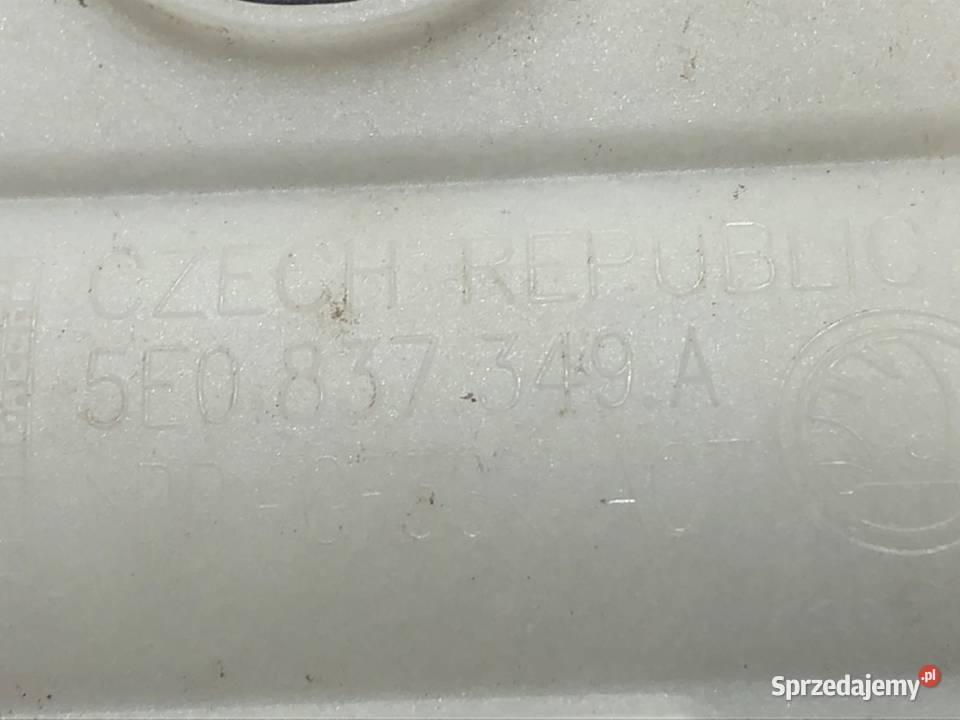 CZECH REPUBLIC
5E0.837.349.A
Sprzedajemy.pl